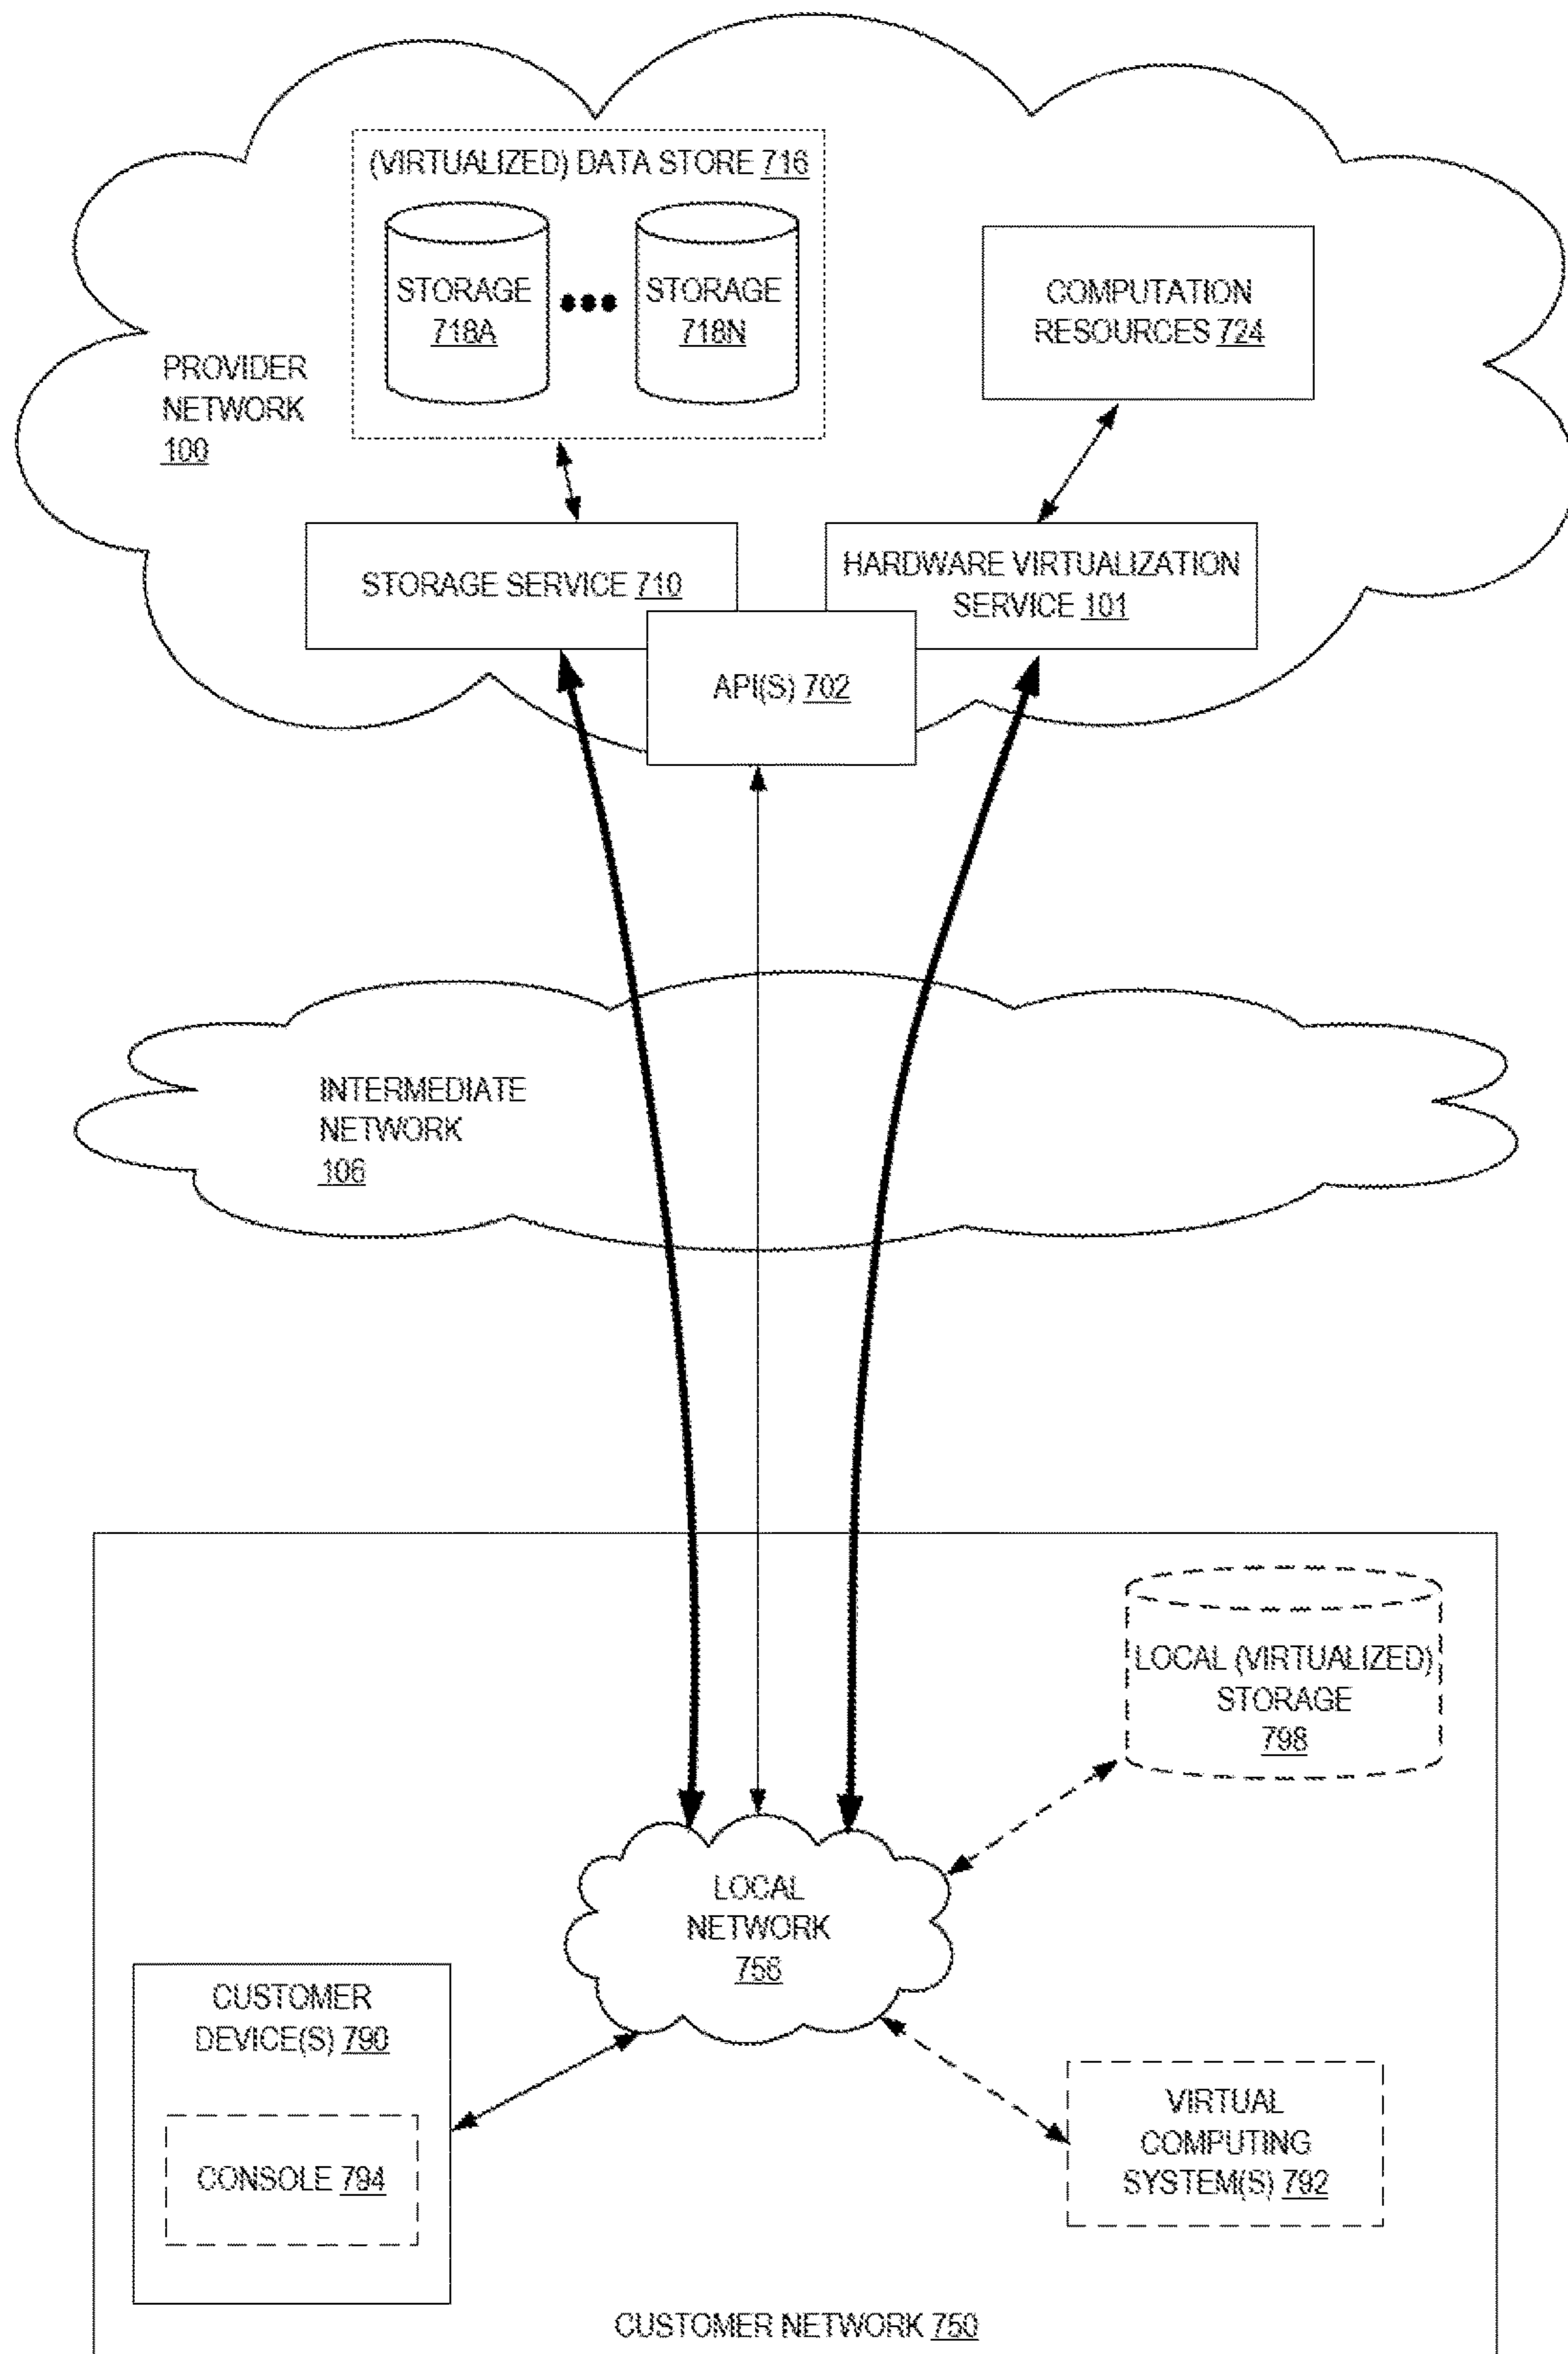 (VIRTUALIZED) DATA STORE 716
STORAGE
718A
STORAGE
718N
COMPUTATION
RESOURCES 724
PROVIDER
NETWORK
100
STORAGE SERVICE 710
HARDWARE VIRTUALIZATION
SERVICE 101
API(S) 702
INTERMEDIATE
NETWORK
106
LOCAL (VIRTUALIZED)
STORAGE
798
LOCAL
NETWORK
756
CUSTOMER
DEVICE(S) 790
CONSOLE 794
VIRTUAL
COMPUTING
SYSTEM(S) 792
CUSTOMER NETWORK 750